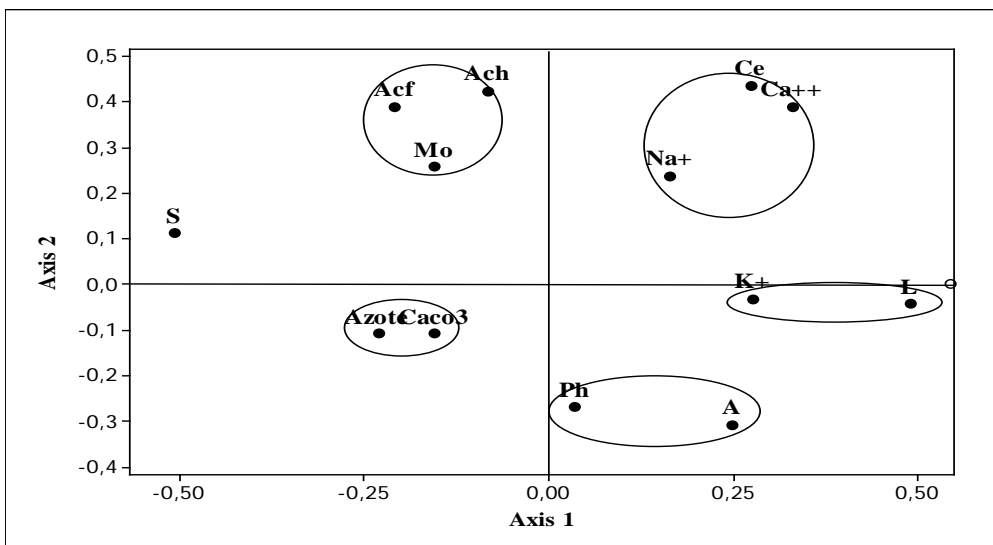 0,5
0,4
0,3
0,2
0,1
0,0
-0,1
-0,2
-0,3
-0,4
Axis 2
Ce
Ach
Ca++
Acf
Mo
Na+
S
K+
L
Azote
Caco3
Ph
A
-0,50
-0,25
0,00
0,25
0,50
Axis 1